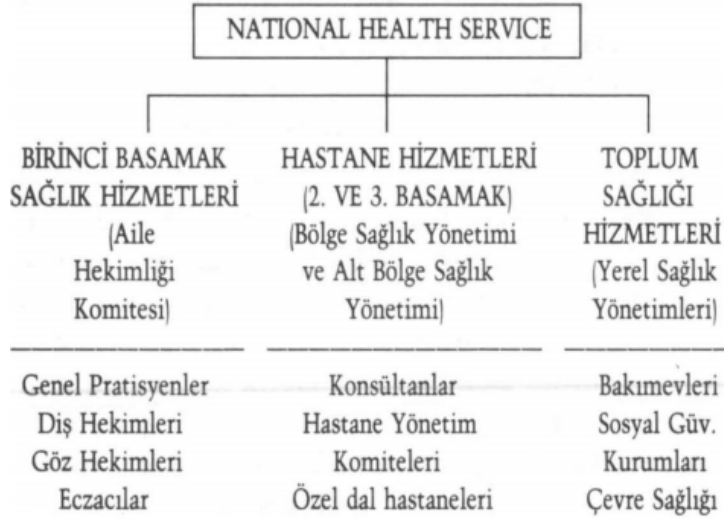 NATIONAL HEALTH SERVICE
BİRİNCİ BASAMAK
SAĞLIK HİZMETLERİ
(Aile
Hekimliği
Komitesi)
Genel Pratisyenler
Diş Hekimleri
Göz Hekimleri
Eczacılar
HASTANE HİZMETLERİ
(2. VE 3. BASAMAK)
(Bölge Sağlık Yönetimi
ve Alt Bölge Sağlık
Yönetimi)
Konsültanlar
Hastane Yönetim
Komiteleri
Özel dal hastaneleri
TOPLUM
SAĞLIĞI
HİZMETLERİ
(Yerel Sağlık
Yönetimleri)
Bakımevleri
Sosyal Güv.
Kurumları
Çevre Sağlığı